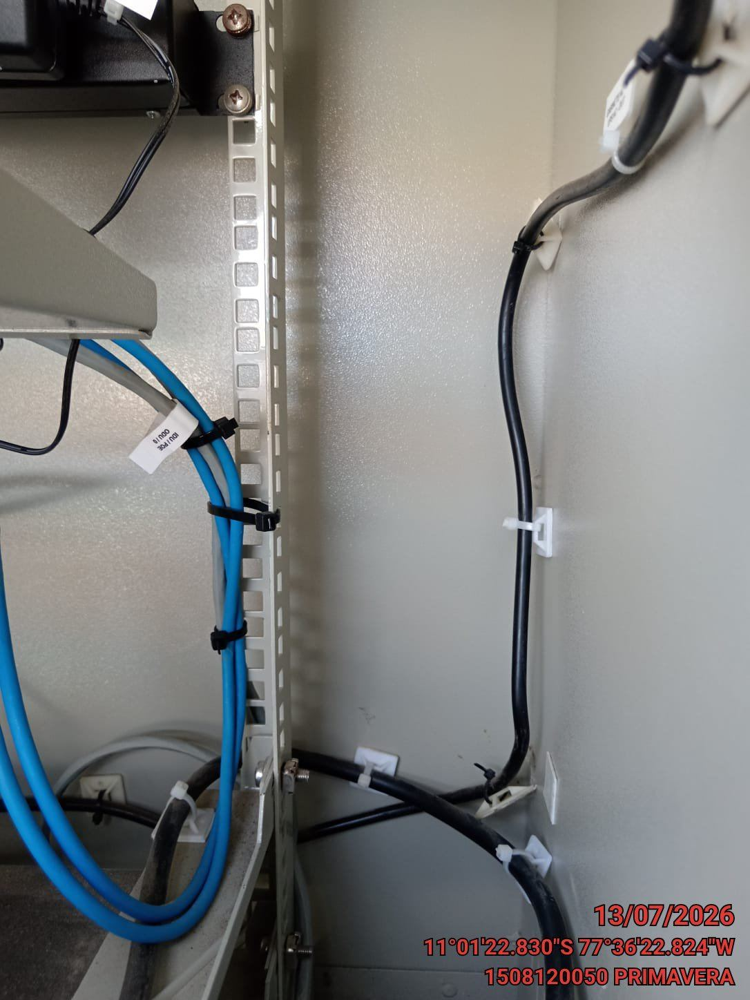 IDU / POE
ODU / 0
13/07/2026
11°01'22.830"S 77°36'22.824"W
1508120050 PRIMAVERA